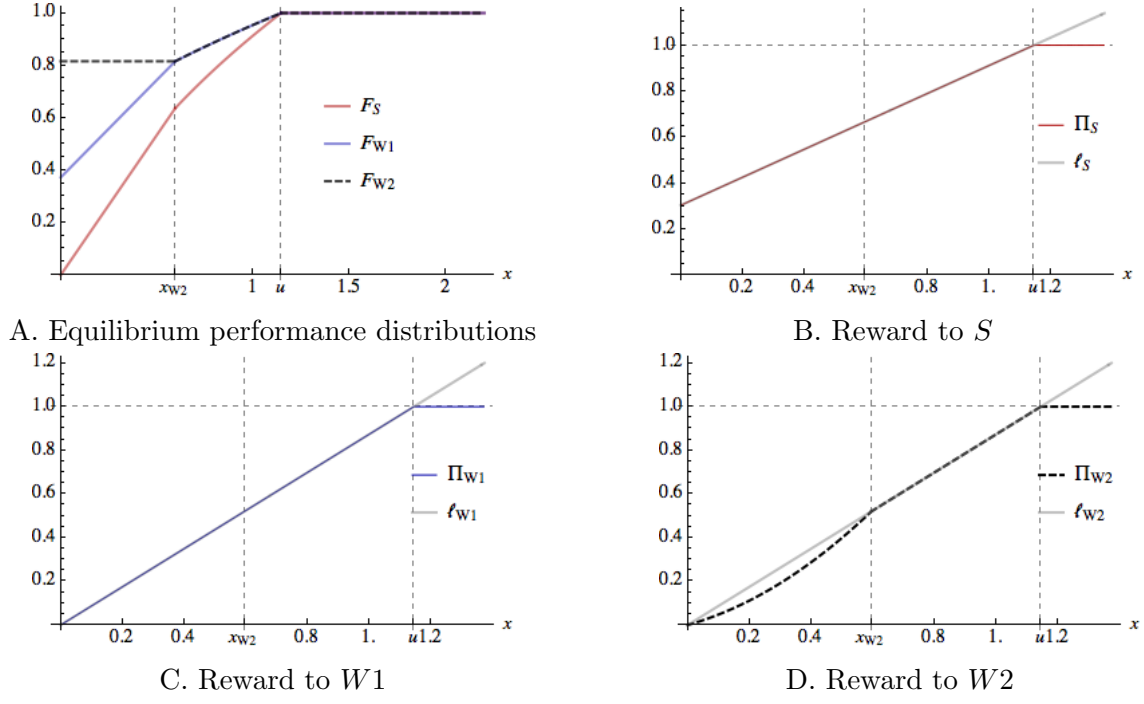 1.0
0.8
0.6
0.4
0.2
F_S
F_W1
F_W2
x_W2
1
u
1.5
2
x
A. Equilibrium performance distributions
1.0
0.8
0.6
0.4
0.2
Π_S
ℓ_S
0.2
0.4
x_W2
0.8
1.
u
1.2
x
B. Reward to S
1.2
1.0
0.8
0.6
0.4
0.2
Π_W1
ℓ_W1
0.2
0.4
x_W2
0.8
1.
u
1.2
x
C. Reward to W1
1.2
1.0
0.8
0.6
0.4
0.2
Π_W2
ℓ_W2
0.2
0.4
x_W2
0.8
1.
u
1.2
x
D. Reward to W2